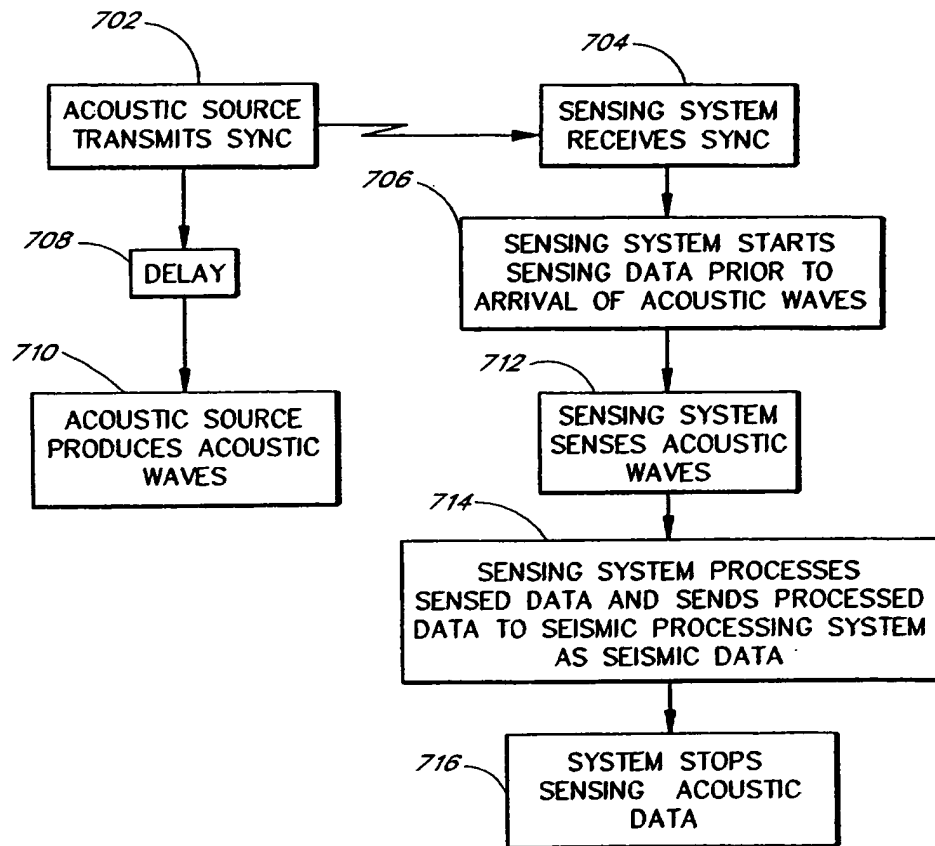 702
ACOUSTIC SOURCE
TRANSMITS SYNC
704
SENSING SYSTEM
RECEIVES SYNC
706
SENSING SYSTEM STARTS
SENSING DATA PRIOR TO
ARRIVAL OF ACOUSTIC WAVES
708
DELAY
710
ACOUSTIC SOURCE
PRODUCES ACOUSTIC
WAVES
712
SENSING SYSTEM
SENSES ACOUSTIC
WAVES
714
SENSING SYSTEM PROCESSES
SENSED DATA AND SENDS PROCESSED
DATA TO SEISMIC PROCESSING SYSTEM
AS SEISMIC DATA
716
SYSTEM STOPS
SENSING ACOUSTIC
DATA